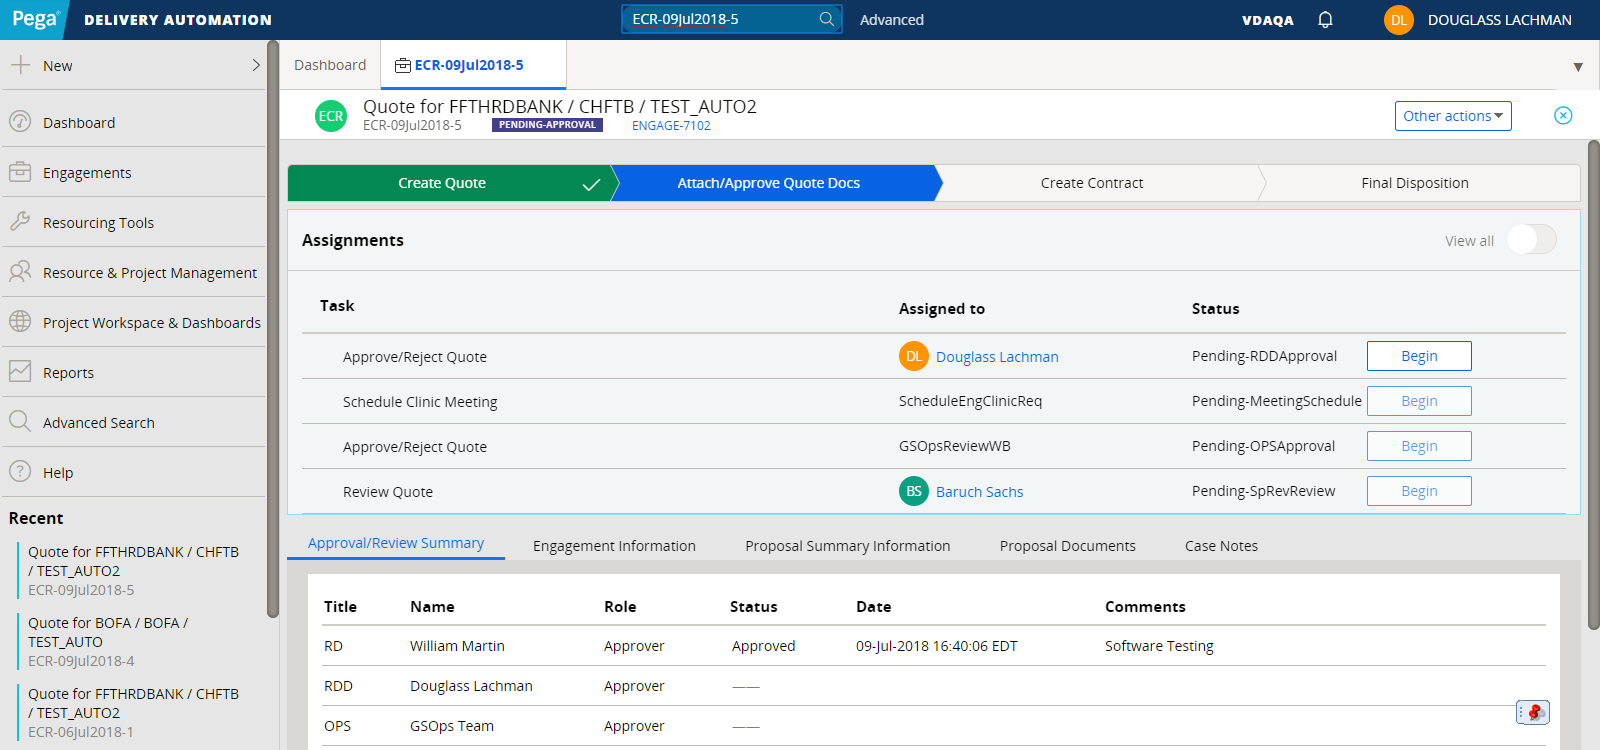 Pega DELIVERY AUTOMATION
ECR-09Jul2018-5
Advanced
VDAQA
DL DOUGLASS LACHMAN
New
Dashboard
Engagements
Resourcing Tools
Resource & Project Management
Project Workspace & Dashboards
Reports
Advanced Search
? Help
Recent
Quote for FFTHRDBANK / CHFTB
/ TEST_AUTO2
ECR-09Jul2018-5
Quote for BOFA / BOFA /
TEST_AUTO
ECR-09Jul2018-4
Quote for FFTHRDBANK / CHFTB
/ TEST_AUTO2
ECR-06Jul2018-1
Dashboard
ECR-09Jul2018-5
ECR
Quote for FFTHRDBANK / CHFTB / TEST_AUTO2
ECR-09Jul2018-5 PENDING-APPROVAL ENGAGE-7102
Other actions
Create Quote
Attach/Approve Quote Docs
Create Contract
Final Disposition
Assignments
View all
Task Assigned to Status
Approve/Reject Quote DL Douglass Lachman Pending-RDDApproval Begin
Schedule Clinic Meeting ScheduleEngClinicReq Pending-MeetingSchedule Begin
Approve/Reject Quote GSOpsReviewWB Pending-OPSApproval Begin
Review Quote BS Baruch Sachs Pending-SpRevReview Begin
Approval/Review Summary Engagement Information Proposal Summary Information Proposal Documents Case Notes
Title Name Role Status Date Comments
RD William Martin Approver Approved 09-Jul-2018 16:40:06 EDT Software Testing
RDD Douglass Lachman Approver ——
OPS GSOps Team Approver ——